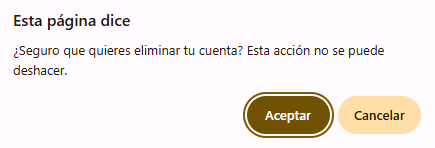 Esta página dice
¿Seguro que quieres eliminar tu cuenta? Esta acción no se puede
deshacer.
Aceptar
Cancelar